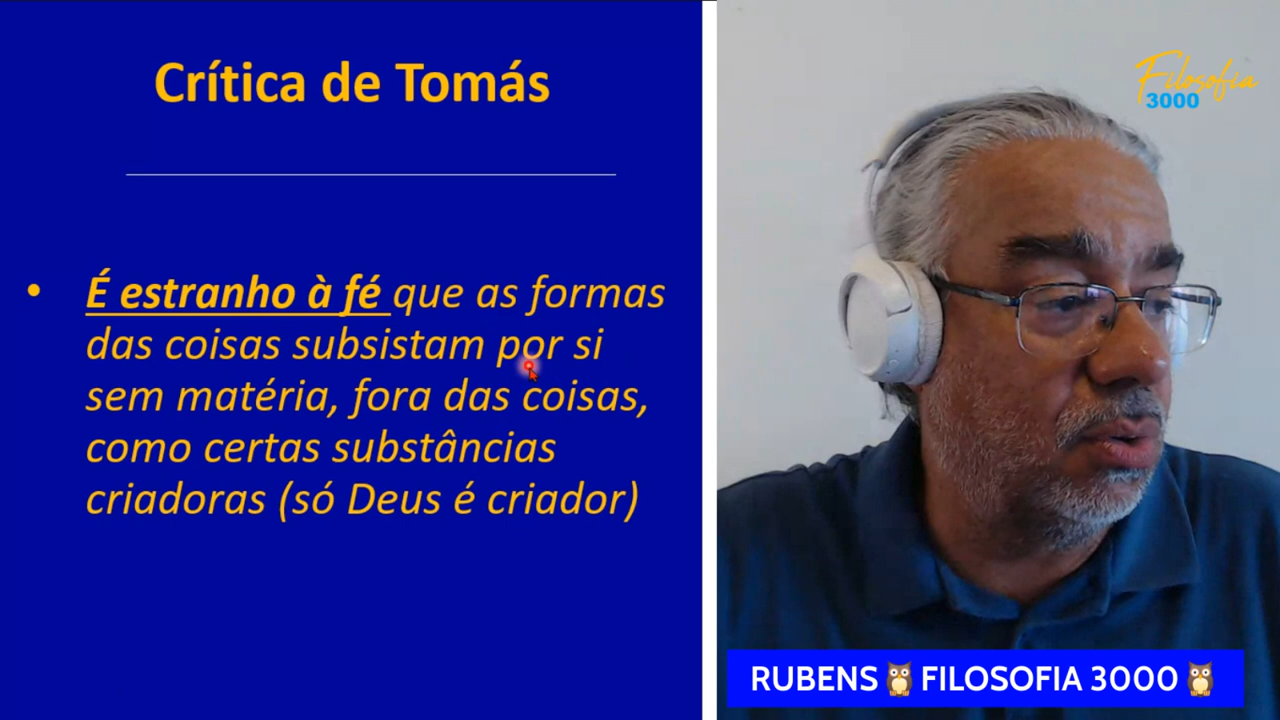 Crítica de Tomás
• É estranho à fé que as formas
das coisas subsistam por si
sem matéria, fora das coisas,
como certas substâncias
criadoras (só Deus é criador)
Filosofia
3000
RUBENS🦉FILOSOFIA 3000🦉